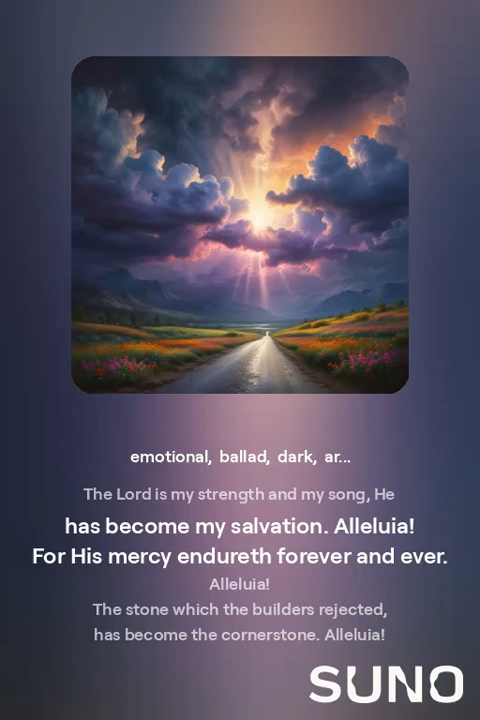 emotional, ballad, dark, ar...
The Lord is my strength and my song, He
has become my salvation. Alleluia!
For His mercy endureth forever and ever.
Alleluia!
The stone which the builders rejected,
has become the cornerstone. Alleluia!
SUNO